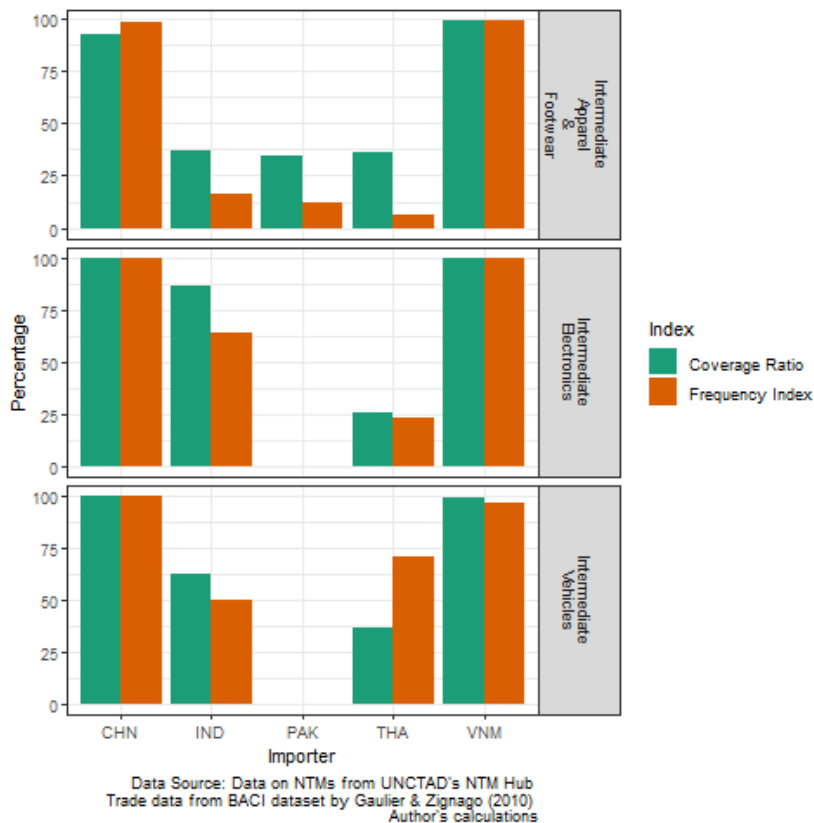 100
75
50
25
0
Intermediate
Apparel
&
Footwear
100
75
50
25
0
Intermediate
Electronics
100
75
50
25
0
Intermediate
Vehicles
Percentage
CHN IND PAK THA VNM
Importer
Index
Coverage Ratio
Frequency Index
Data Source: Data on NTMs from UNCTAD's NTM Hub
Trade data from BACI dataset by Gaulier & Zignago (2010)
Author's calculations